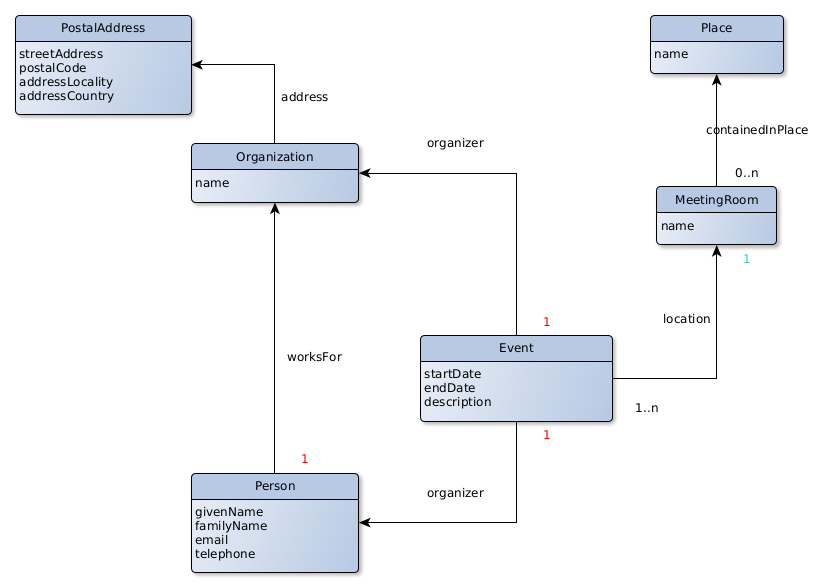 PostalAddress
streetAddress
postalCode
addressLocality
addressCountry
Place
name
address
containedInPlace
organizer
Organization
name
0..n
MeetingRoom
name
1
location
1
Event
startDate
endDate
description
worksFor
1..n
1
1
Person
givenName
familyName
email
telephone
organizer